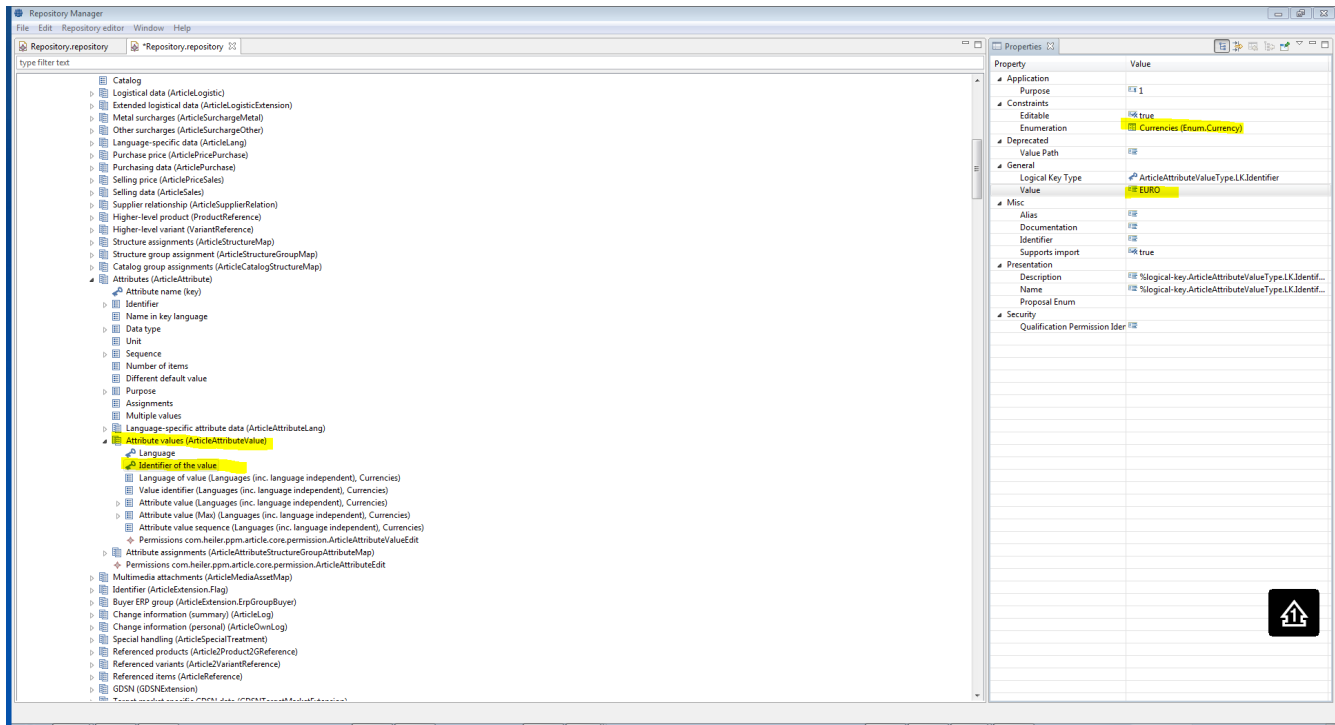 Repository Manager
File Edit Repository editor Window Help
Repository.repository
*Repository.repository
type filter text
Catalog
Logistical data (ArticleLogistic)
Extended logistical data (ArticleLogisticExtension)
Metal surcharges (ArticleSurchargeMetal)
Other surcharges (ArticleSurchargeOther)
Language-specific data (ArticleLang)
Purchase price (ArticlePricePurchase)
Purchasing data (ArticlePurchase)
Selling price (ArticlePriceSales)
Selling data (ArticleSales)
Supplier relationship (ArticleSupplierRelation)
Higher-level product (ProductReference)
Higher-level variant (VariantReference)
Structure assignments (ArticleStructureMap)
Structure group assignment (ArticleStructureGroupMap)
Catalog group assignments (ArticleCatalogStructureMap)
Attributes (ArticleAttribute)
Attribute name (key)
Identifier
Name in key language
Data type
Unit
Sequence
Number of items
Different default value
Purpose
Assignments
Multiple values
Language-specific attribute data (ArticleAttributeLang)
Attribute values (ArticleAttributeValue)
Language
Identifier of the value
Language of value (Languages (inc. language independent), Currencies)
Value identifier (Languages (inc. language independent), Currencies)
Attribute value (Languages (inc. language independent), Currencies)
Attribute value (Max) (Languages (inc. language independent), Currencies)
Attribute value sequence (Languages (inc. language independent), Currencies)
Permissions com.heiler.ppm.article.core.permission.ArticleAttributeValueEdit
Attribute assignments (ArticleAttributeStructureGroupAttributeMap)
Permissions com.heiler.ppm.article.core.permission.ArticleAttributeEdit
Multimedia attachments (ArticleMediaAssetMap)
Identifier (ArticleExtension.Flag)
Buyer ERP group (ArticleExtension.ErpGroupBuyer)
Change information (summary) (ArticleLog)
Change information (personal) (ArticleOwnLog)
Special handling (ArticleSpecialTreatment)
Referenced products (Article2Product2GReference)
Referenced variants (Article2VariantReference)
Referenced items (ArticleReference)
GDSN (GDSNExtension)
Target market specific GDSN data (GDSNTargetMarketExtension)
Properties
Property Value
Application
Purpose 1
Constraints
Editable true
Enumeration Currencies (Enum.Currency)
Deprecated
Value Path
General
Logical Key Type ArticleAttributeValueType.LK.Identifier
Value EURO
Misc
Alias
Documentation
Identifier
Supports import true
Presentation
Description %logical-key.ArticleAttributeValueType.LK.Identif...
Name %logical-key.ArticleAttributeValueType.LK.Identif...
Proposal Enum
Security
Qualification Permission Iden
1